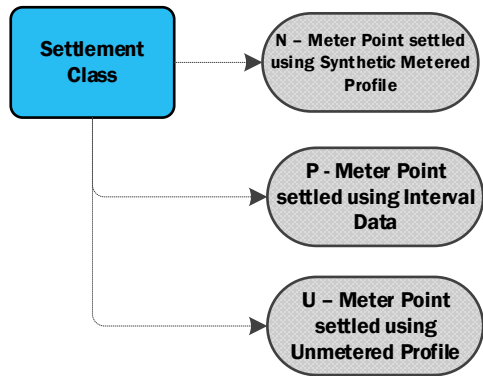 Settlement
Class
N – Meter Point settled
using Synthetic Metered
Profile
P - Meter Point
settled using Interval
Data
U – Meter Point
settled using
Unmetered Profile